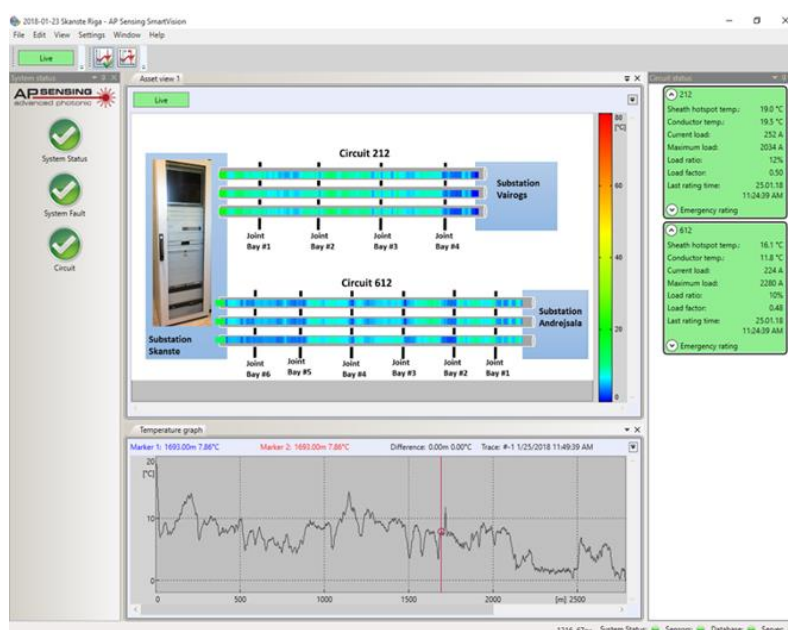 2018-01-23 Skanste Riga - AP Sensing SmartVision
File Edit View Settings Window Help
Live
System status
AP SENSING
advanced photonic
System Status
System Fault
Circuit
Asset view 1
Live
Circuit 212
Substation
Vairogs
Joint
Bay #1
Joint
Bay #2
Joint
Bay #3
Joint
Bay #4
Circuit 612
Substation
Andrejsala
Substation
Skanste
Joint
Bay #6
Joint
Bay #5
Joint
Bay #4
Joint
Bay #3
Joint
Bay #2
Joint
Bay #1
80
[°C]
60
40
20
0
Circuit status
212
Sheath hotspot temp.: 19.0 °C
Conductor temp.: 19.5 °C
Current load: 252 A
Maximum load: 2034 A
Load ratio: 12%
Load factor: 0.50
Last rating time: 25.01.18
11:24:39 AM
Emergency rating
612
Sheath hotspot temp.: 16.1 °C
Conductor temp.: 11.8 °C
Current load: 224 A
Maximum load: 2280 A
Load ratio: 10%
Load factor: 0.48
Last rating time: 25.01.18
11:24:39 AM
Emergency rating
Temperature graph
Marker 1: 1693.00m 7.86°C Marker 2: 1693.00m 7.86°C Difference: 0.00m 0.00°C Trace: #-1 1/25/2018 11:49:39 AM
20
[°C]
10
0
0 500 1000 1500 2000 [m] 2500
System Status: Sensors: Database: Server: